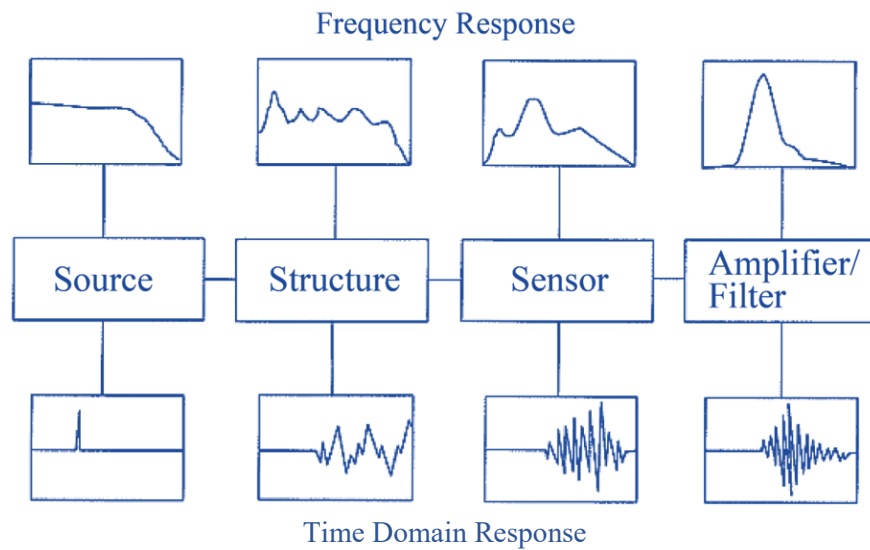 Frequency Response
Source
Structure
Sensor
Amplifier/
Filter
Time Domain Response